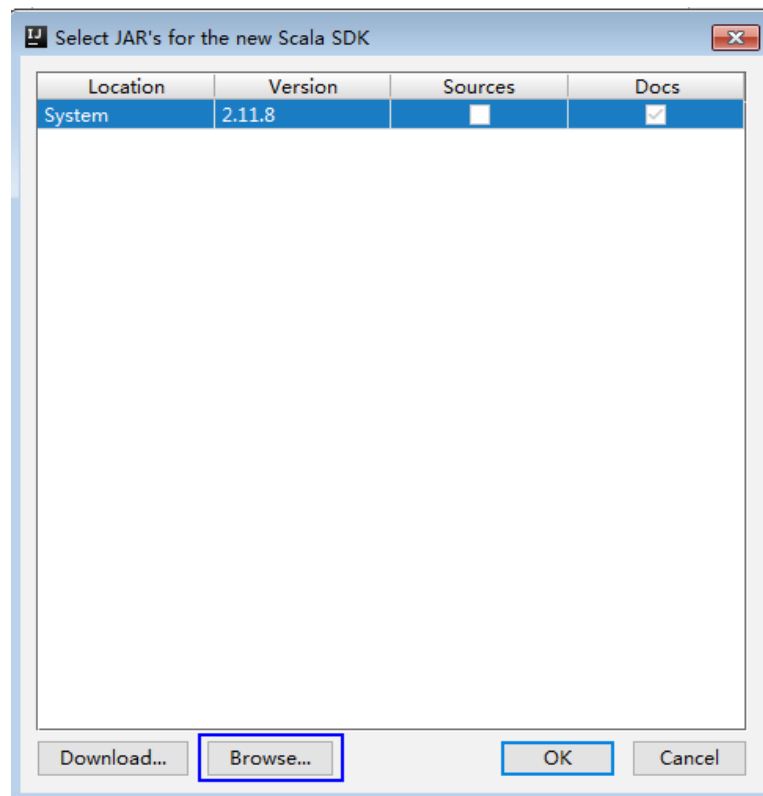 IJ Select JAR's for the new Scala SDK
Location Version Sources Docs
System 2.11.8
Download... Browse... OK Cancel